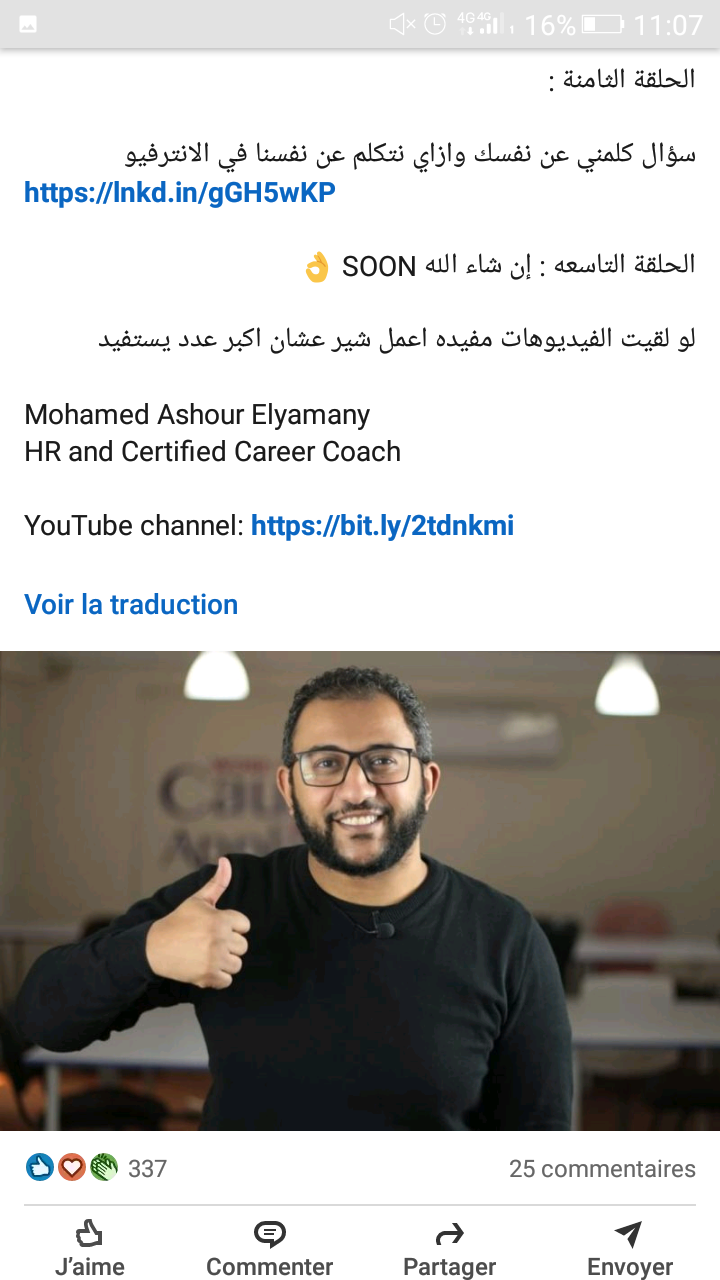 4G 4G 16% 11:07
الحلقة الثامنة :
سؤال كلمني عن نفسك وازاي نتكلم عن نفسنا في الانترفيو
https://lnkd.in/gGH5wKP
الحلقة التاسعه : إن شاء الله SOON 👌
لو لقيت الفيديوهات مفيده اعمل شير عشان اكبر عدد يستفيد
Mohamed Ashour Elyamany
HR and Certified Career Coach
YouTube channel: https://bit.ly/2tdnkmi
Voir la traduction
337 25 commentaires
J’aime Commenter Partager Envoyer